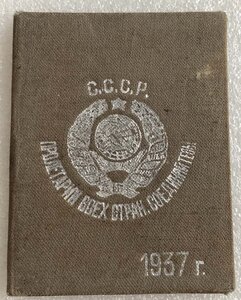 С.С.С.Р.
ПРОЛЕТАРИИ ВСЕХ СТРАН, СОЕДИНЯЙТЕСЬ
1937 г.